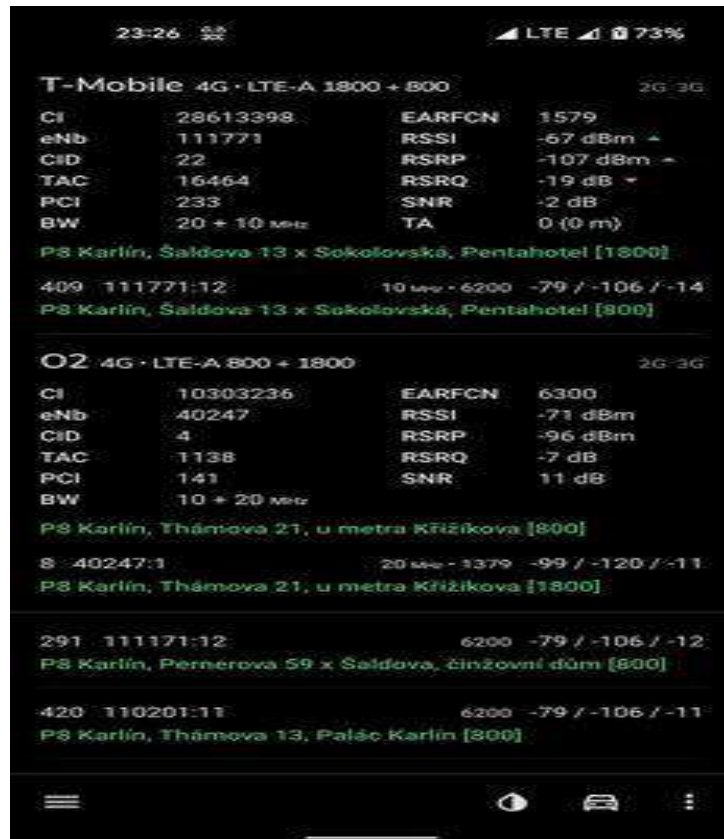 23:26 LTE 73%
T-Mobile 4G · LTE-A 1800 + 800 2G 3G
CI 28613398 EARFCN 1579
eNb 111771 RSSI -67 dBm
CID 22 RSRP -107 dBm
TAC 16464 RSRQ -19 dB
PCI 233 SNR -2 dB
BW 20 + 10 MHz TA 0 (0 m)
P8 Karlín, Šaldova 13 x Sokolovská, Pentahotel [1800]
409 111771:12 10 MHz · 6200 -79 / -106 / -14
P8 Karlín, Šaldova 13 x Sokolovská, Pentahotel [800]
O2 4G · LTE-A 800 + 1800 2G 3G
CI 10303236 EARFCN 6300
eNb 40247 RSSI -71 dBm
CID 4 RSRP -96 dBm
TAC 1138 RSRQ -7 dB
PCI 141 SNR 11 dB
BW 10 + 20 MHz
P8 Karlín, Thámova 21, u metra Křižíkova [800]
8 40247:1 20 MHz · 1379 -99 / -120 / -11
P8 Karlín, Thámova 21, u metra Křižíkova [1800]
291 111171:12 6200 -79 / -106 / -12
P8 Karlín, Pernerova 59 x Šaldova, činžovní dům [800]
420 110201:11 6200 -79 / -106 / -11
P8 Karlín, Thámova 13, Palác Karlín [800]